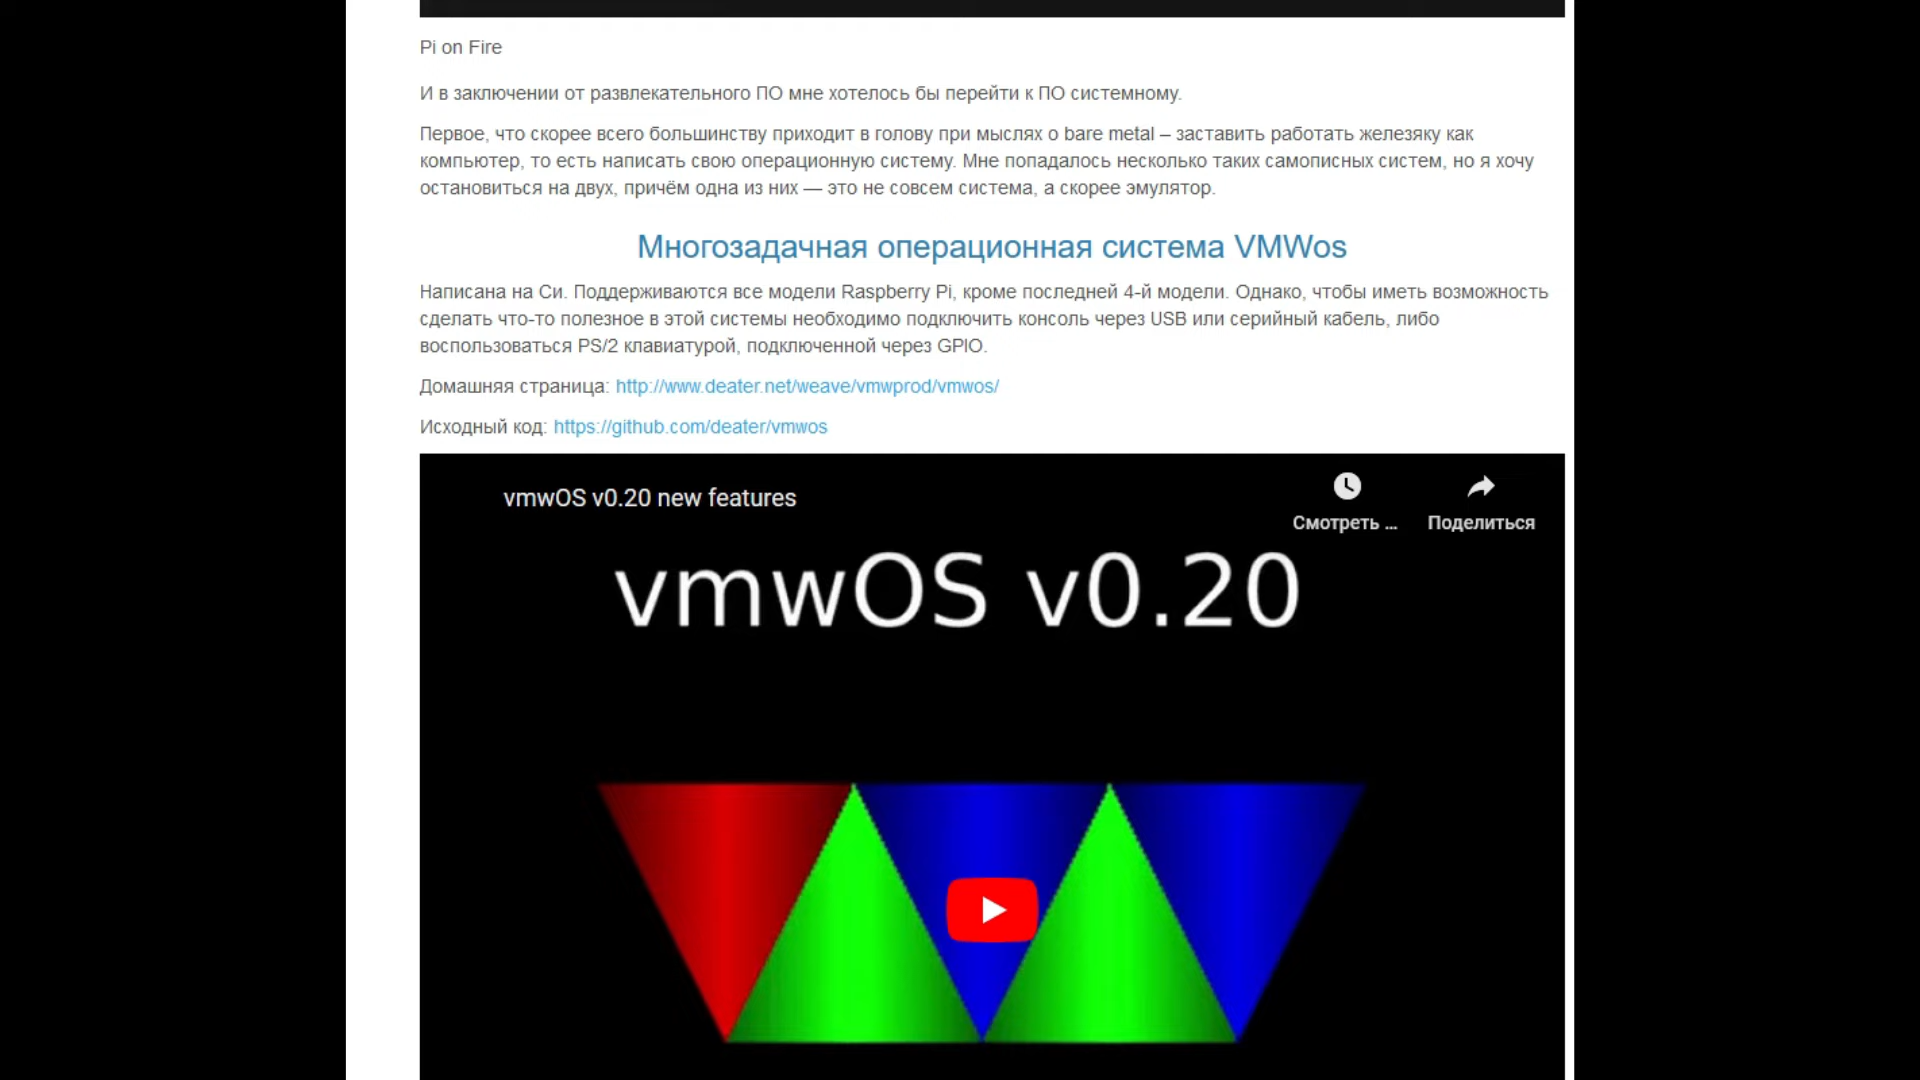 Pi on Fire
И в заключении от развлекательного ПО мне хотелось бы перейти к ПО системному.
Первое, что скорее всего большинству приходит в голову при мыслях о bare metal – заставить работать железяку как
компьютер, то есть написать свою операционную систему. Мне попадалось несколько таких самописных систем, но я хочу
остановиться на двух, причём одна из них — это не совсем система, а скорее эмулятор.
Многозадачная операционная система VMWos
Написана на Си. Поддерживаются все модели Raspberry Pi, кроме последней 4-й модели. Однако, чтобы иметь возможность
сделать что-то полезное в этой системы необходимо подключить консоль через USB или серийный кабель, либо
воспользоваться PS/2 клавиатурой, подключенной через GPIO.
Домашняя страница: http://www.deater.net/weave/vmwprod/vmwos/
Исходный код: https://github.com/deater/vmwos
vmwOS v0.20 new features
Смотреть ...
Поделиться
vmwOS v0.20